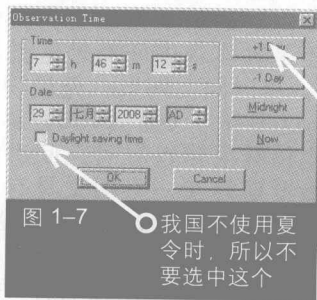 Observation Time
Time
7 h 46 m 12 s
+1 Day
-1 Day
Date
29 七月 2008 AD
Midnight
Daylight saving time
Now
OK
Cancel
图 1–7
我国不使用夏
令时，所以不
要选中这个